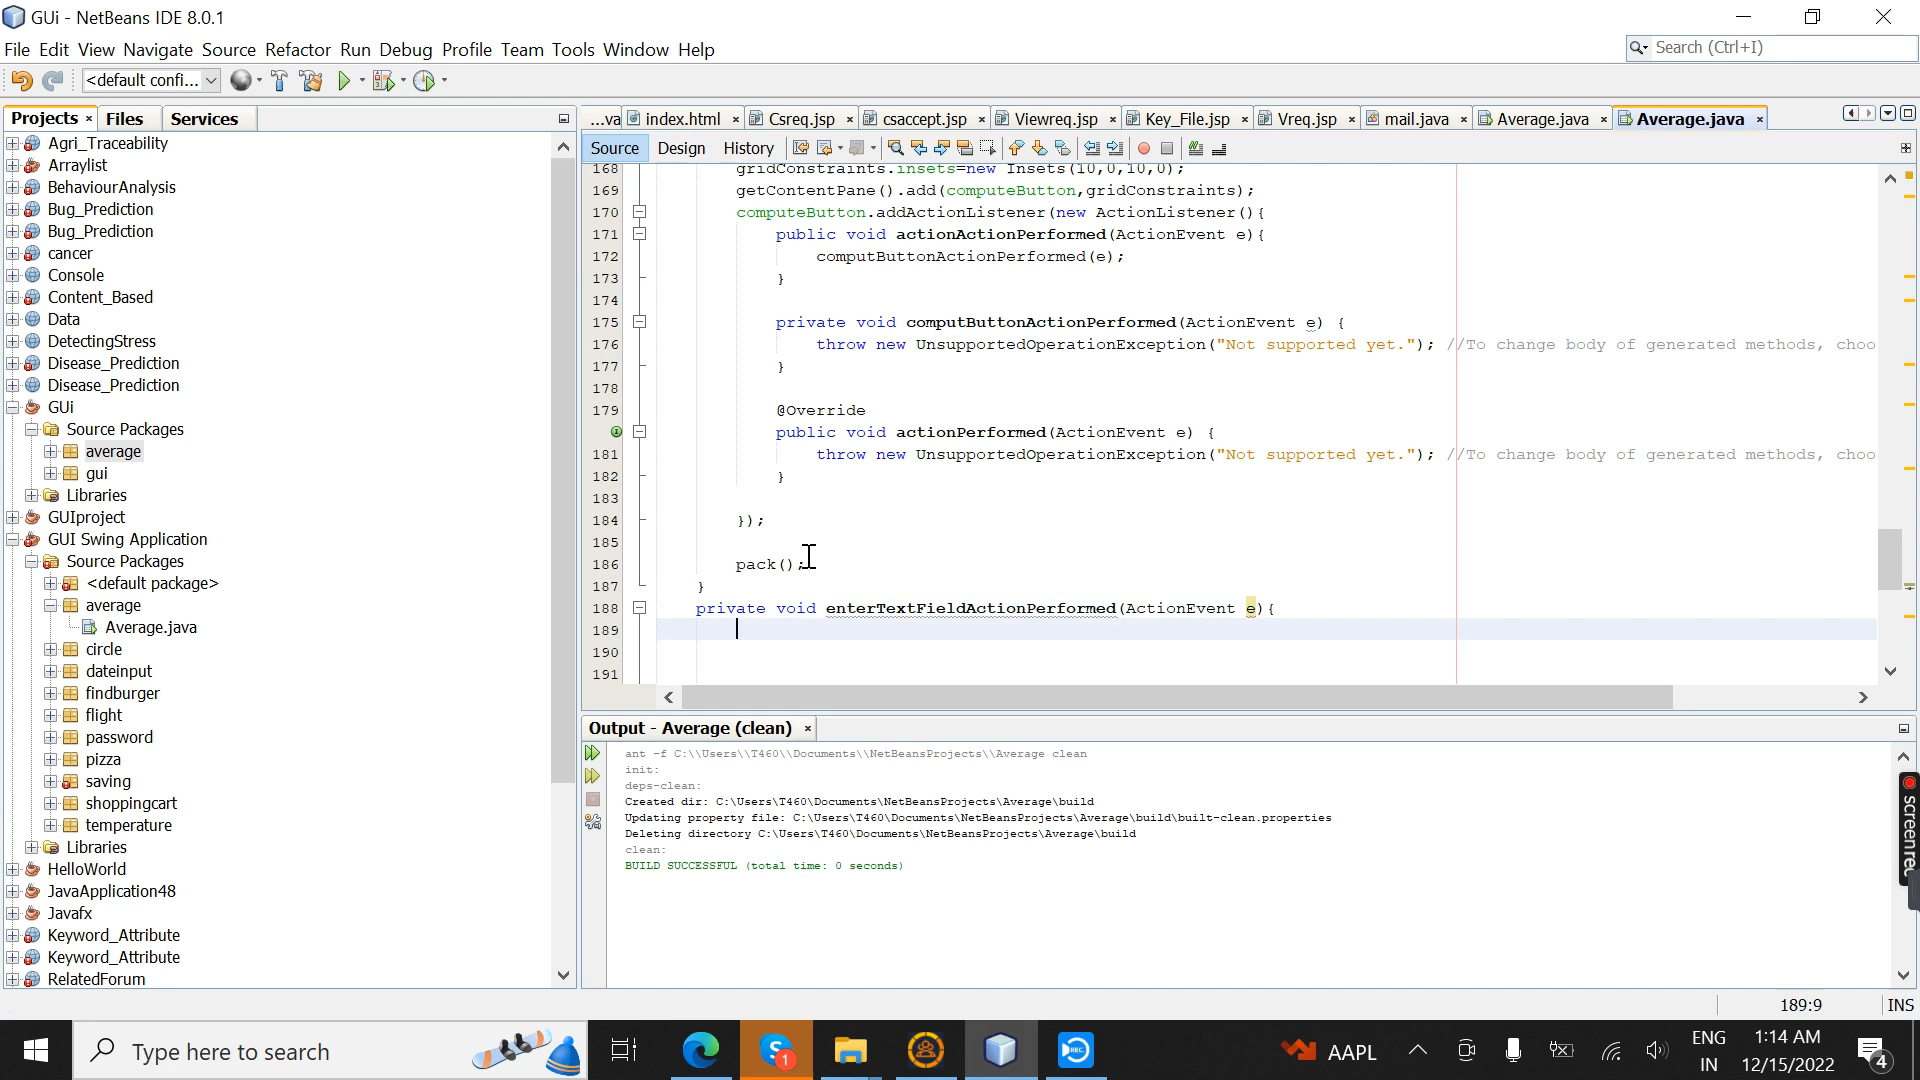 GUi - NetBeans IDE 8.0.1
File Edit View Navigate Source Refactor Run Debug Profile Team Tools Window Help
Search (Ctrl+I)
<default confi...
Projects
Files
Services
Agri_Traceability
Arraylist
BehaviourAnalysis
Bug_Prediction
Bug_Prediction
cancer
Console
Content_Based
Data
DetectingStress
Disease_Prediction
Disease_Prediction
GUi
Source Packages
average
gui
Libraries
GUIproject
GUI Swing Application
Source Packages
<default package>
average
Average.java
circle
dateinput
findburger
flight
password
pizza
saving
shoppingcart
temperature
Libraries
HelloWorld
JavaApplication48
Javafx
Keyword_Attribute
Keyword_Attribute
RelatedForum
...va index.html Csreq.jsp csaccept.jsp Viewreq.jsp Key_File.jsp Vreq.jsp mail.java Average.java Average.java
Source Design History
168 gridConstraints.insets=new Insets(10,0,10,0);
169 getContentPane().add(computeButton,gridConstraints);
170 computeButton.addActionListener(new ActionListener(){
171 public void actionActionPerformed(ActionEvent e){
172 computButtonActionPerformed(e);
173 }
174
175 private void computButtonActionPerformed(ActionEvent e) {
176 throw new UnsupportedOperationException("Not supported yet."); //To change body of generated methods, choo
177 }
178
179 @Override
public void actionPerformed(ActionEvent e) {
181 throw new UnsupportedOperationException("Not supported yet."); //To change body of generated methods, choo
182 }
183
184 });
185
186 pack();
187 }
188 private void enterTextFieldActionPerformed(ActionEvent e){
189
190
191
Output - Average (clean)
ant -f C:\\Users\\T460\\Documents\\NetBeansProjects\\Average clean
init:
deps-clean:
Created dir: C:\Users\T460\Documents\NetBeansProjects\Average\build
Updating property file: C:\Users\T460\Documents\NetBeansProjects\Average\build\built-clean.properties
Deleting directory C:\Users\T460\Documents\NetBeansProjects\Average\build
clean:
BUILD SUCCESSFUL (total time: 0 seconds)
screenrec
189:9 INS
Type here to search
1
REC
AAPL
ENG
IN
1:14 AM
12/15/2022
4